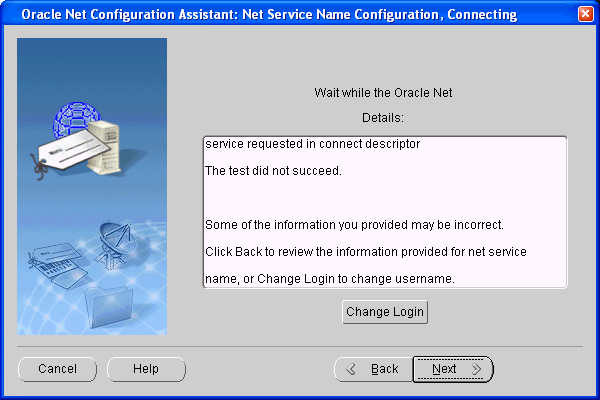 Oracle Net Configuration Assistant: Net Service Name Configuration, Connecting
Wait while the Oracle Net
Details:
service requested in connect descriptor
The test did not succeed.
Some of the information you provided may be incorrect.
Click Back to review the information provided for net service
name, or Change Login to change username.
Change Login
Cancel
Help
Back
Next